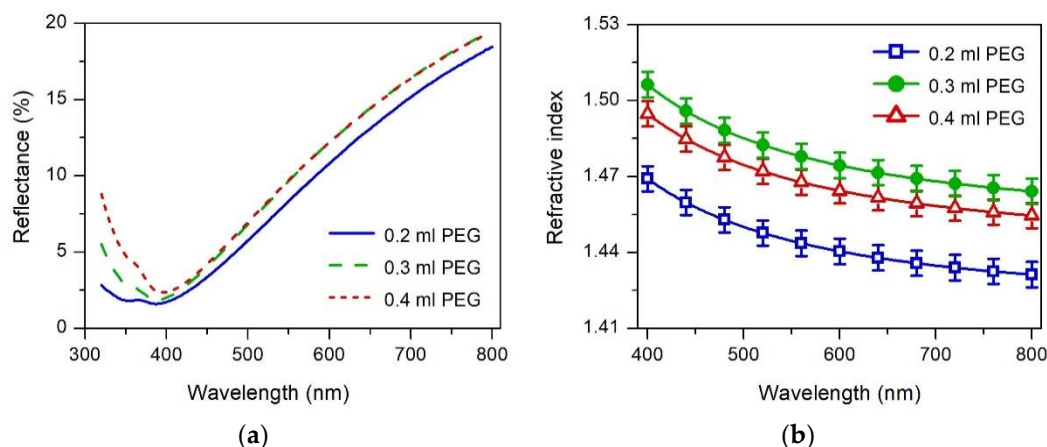 20
15
10
5
0
300 400 500 600 700 800
Reflectance (%)
Wavelength (nm)
0.2 ml PEG
0.3 ml PEG
0.4 ml PEG
(a)
1.53
1.50
1.47
1.44
1.41
400 500 600 700 800
Refractive index
Wavelength (nm)
0.2 ml PEG
0.3 ml PEG
0.4 ml PEG
(b)